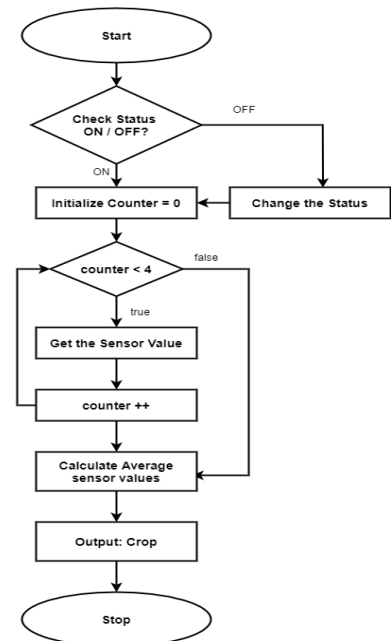 Start
Check Status
ON / OFF?
OFF
ON
Initialize Counter = 0
Change the Status
counter < 4
false
true
Get the Sensor Value
counter ++
Calculate Average
sensor values
Output: Crop
Stop